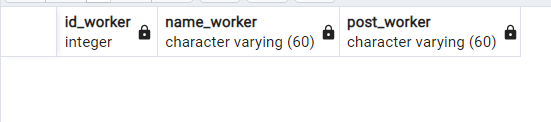 id_worker name_worker post_worker
integer character varying (60) character varying (60)